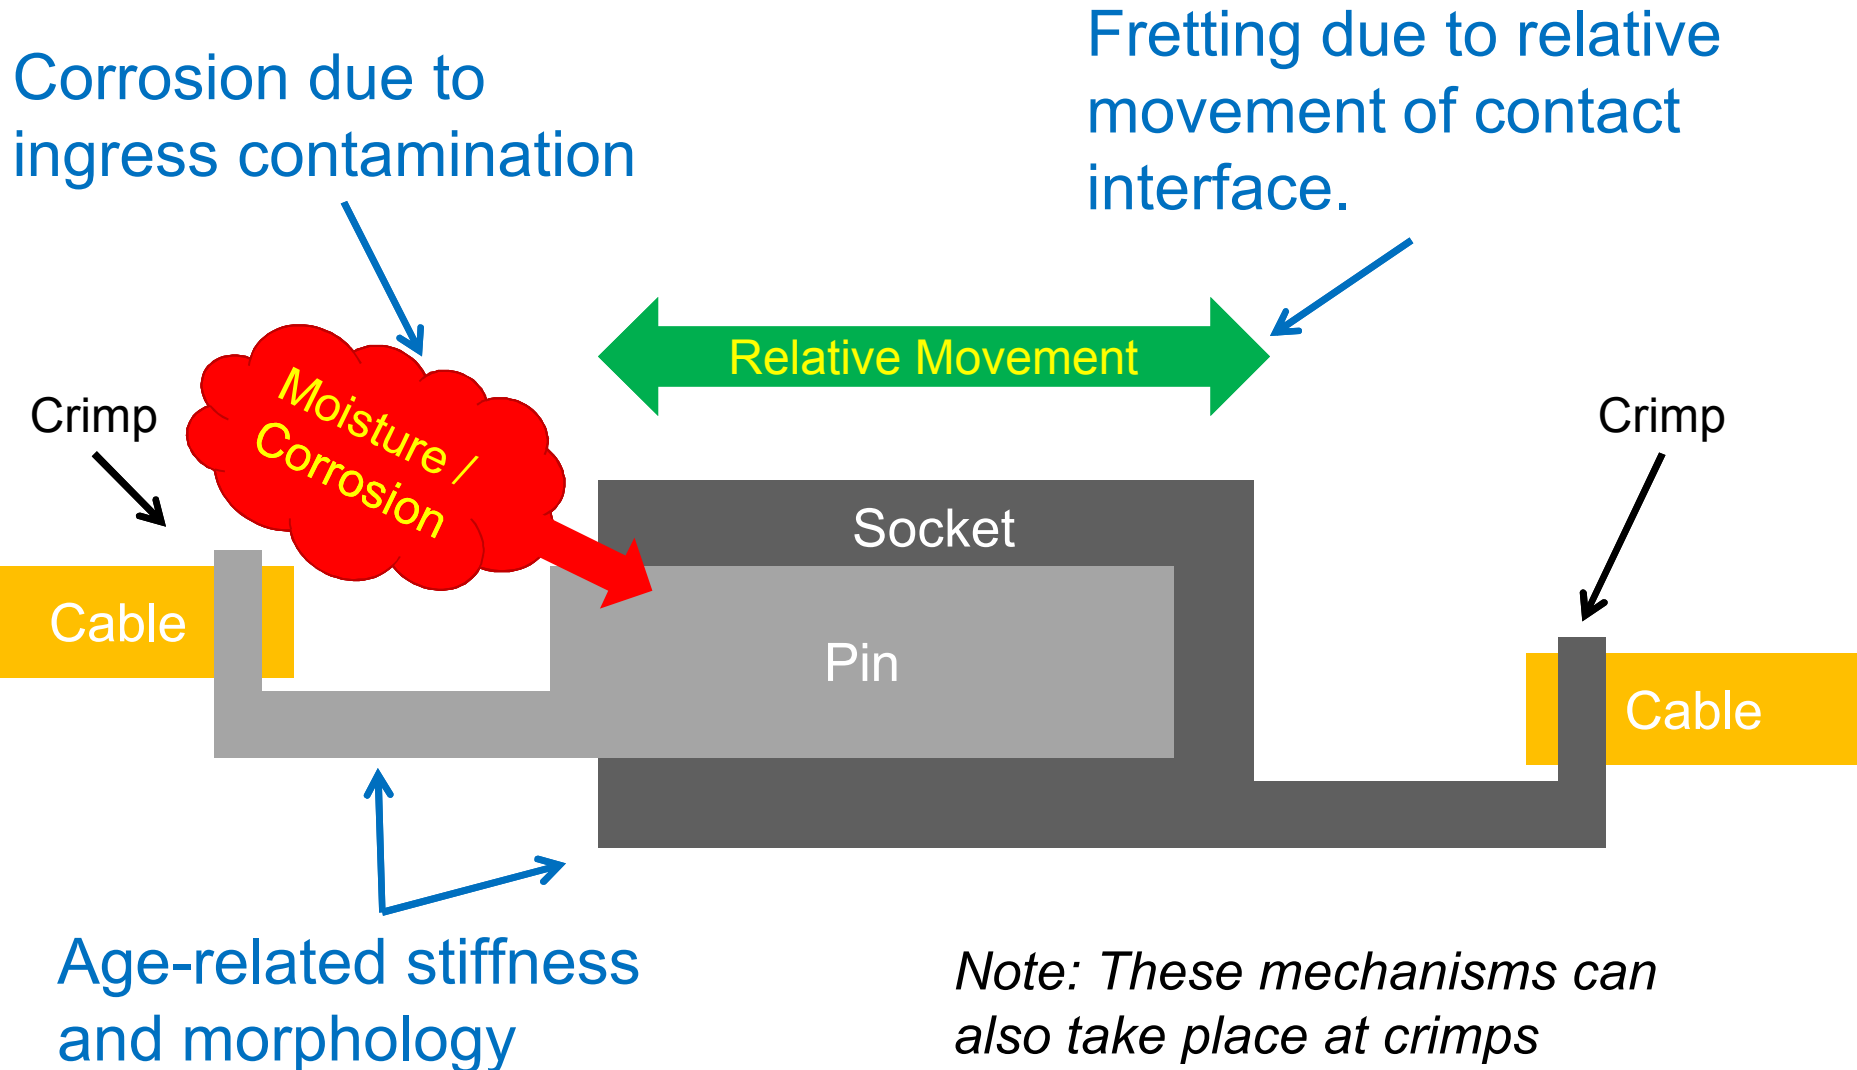 Corrosion due to
ingress contamination
Fretting due to relative
movement of contact
interface.
Relative Movement
Moisture /
Corrosion
Crimp
Crimp
Socket
Cable
Pin
Cable
Age-related stiffness
and morphology
Note: These mechanisms can
also take place at crimps